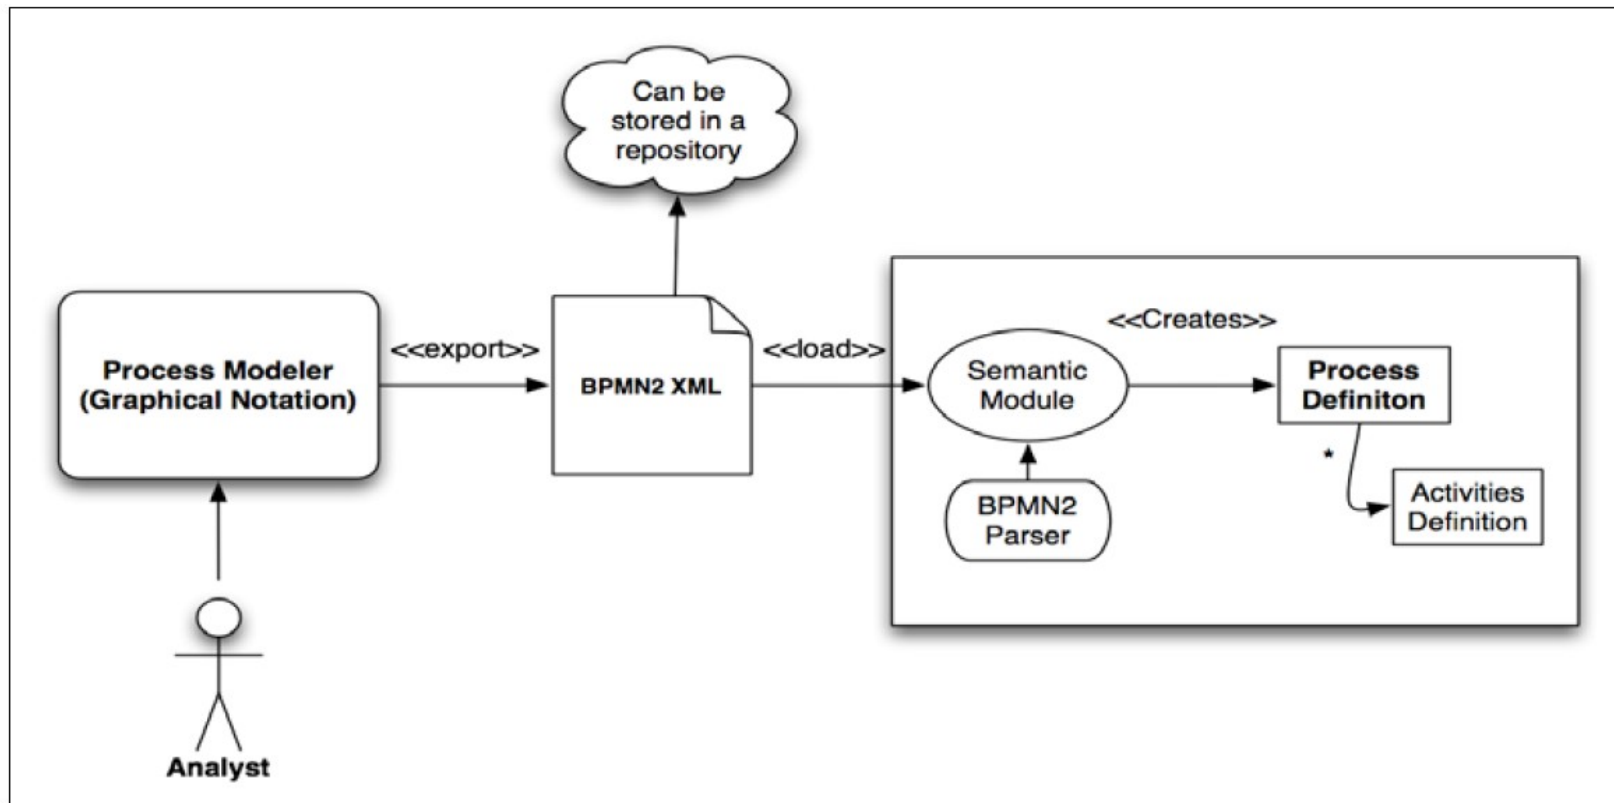 Can be
stored in a
repository
Process Modeler
(Graphical Notation)
<<export>>
BPMN2 XML
<<load>>
<<Creates>>
Semantic
Module
Process
Definiton
*
BPMN2
Parser
Activities
Definition
Analyst